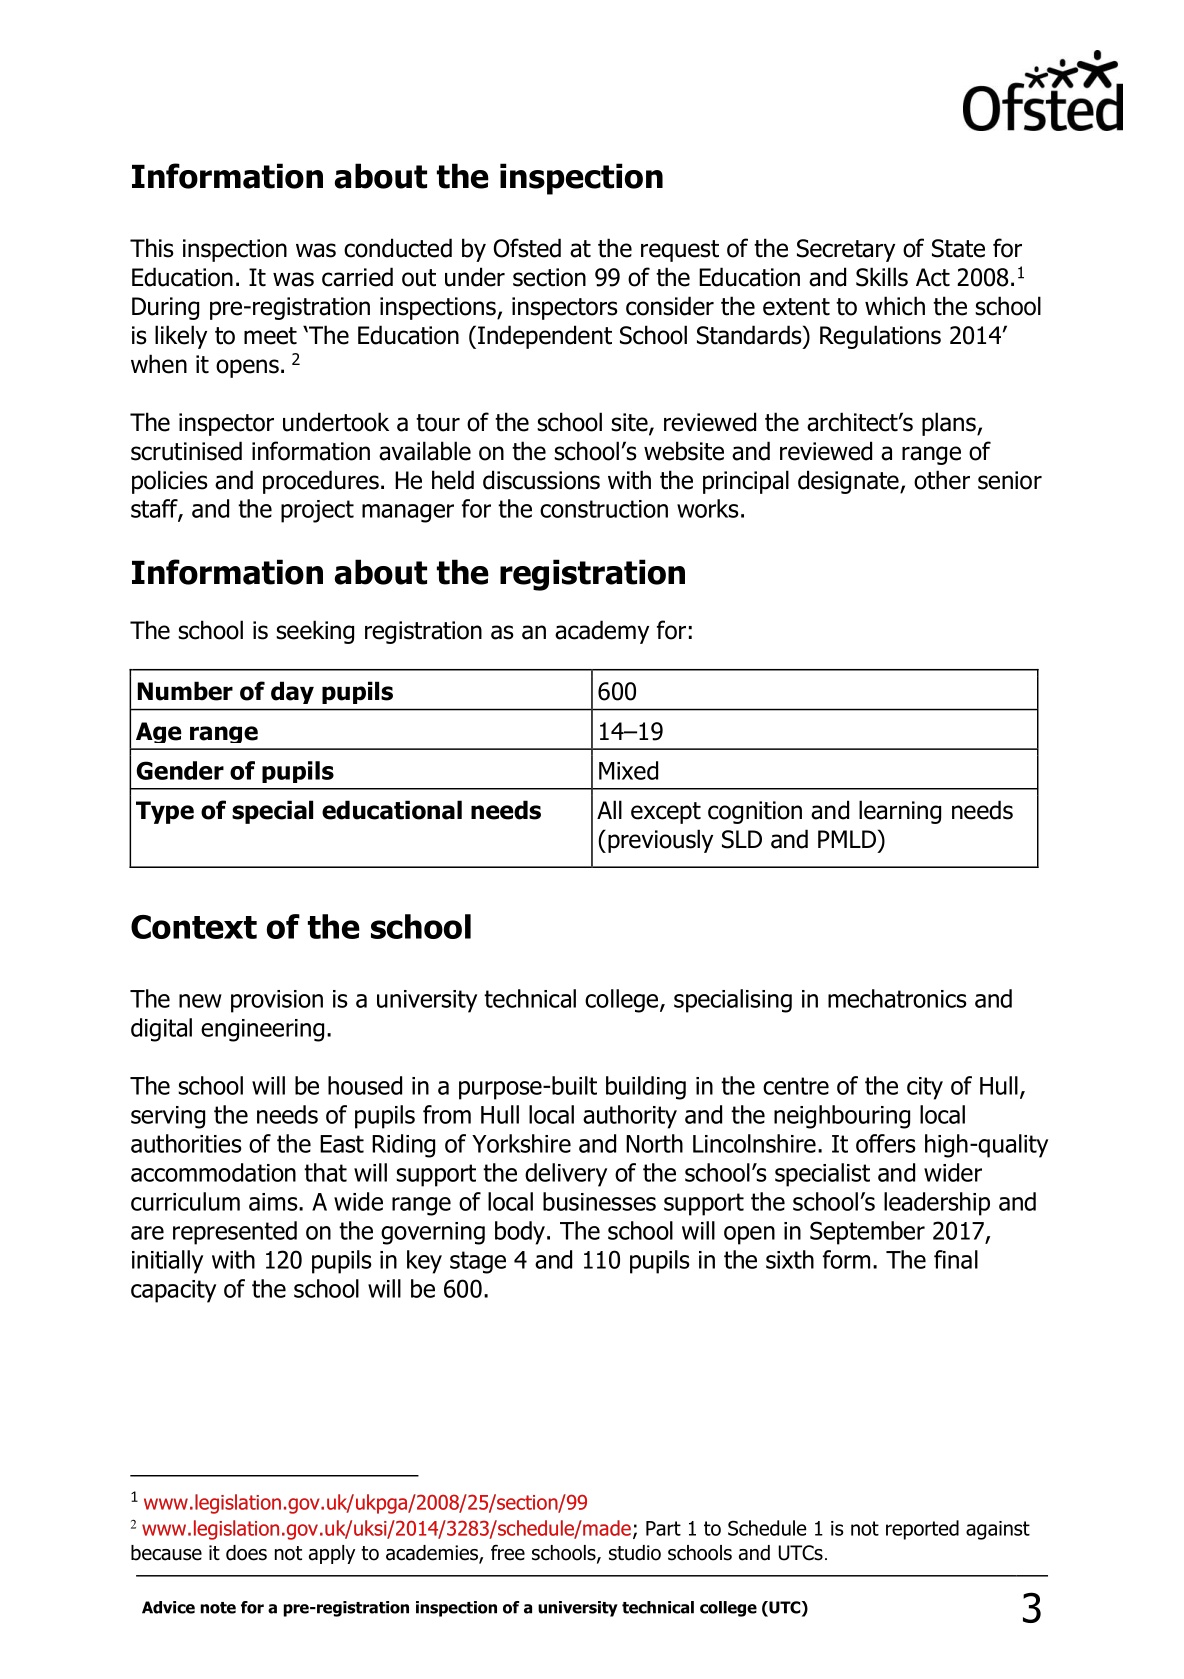 Ofsted
Information about the inspection
This inspection was conducted by Ofsted at the request of the Secretary of State for
Education. It was carried out under section 99 of the Education and Skills Act 2008.1
During pre-registration inspections, inspectors consider the extent to which the school
is likely to meet ‘The Education (Independent School Standards) Regulations 2014’
when it opens. 2
The inspector undertook a tour of the school site, reviewed the architect’s plans,
scrutinised information available on the school’s website and reviewed a range of
policies and procedures. He held discussions with the principal designate, other senior
staff, and the project manager for the construction works.
Information about the registration
The school is seeking registration as an academy for:
Number of day pupils 600
Age range 14–19
Gender of pupils Mixed
Type of special educational needs All except cognition and learning needs
(previously SLD and PMLD)
Context of the school
The new provision is a university technical college, specialising in mechatronics and
digital engineering.
The school will be housed in a purpose-built building in the centre of the city of Hull,
serving the needs of pupils from Hull local authority and the neighbouring local
authorities of the East Riding of Yorkshire and North Lincolnshire. It offers high-quality
accommodation that will support the delivery of the school’s specialist and wider
curriculum aims. A wide range of local businesses support the school’s leadership and
are represented on the governing body. The school will open in September 2017,
initially with 120 pupils in key stage 4 and 110 pupils in the sixth form. The final
capacity of the school will be 600.
1 www.legislation.gov.uk/ukpga/2008/25/section/99
2 www.legislation.gov.uk/uksi/2014/3283/schedule/made; Part 1 to Schedule 1 is not reported against
because it does not apply to academies, free schools, studio schools and UTCs.
Advice note for a pre-registration inspection of a university technical college (UTC) 3